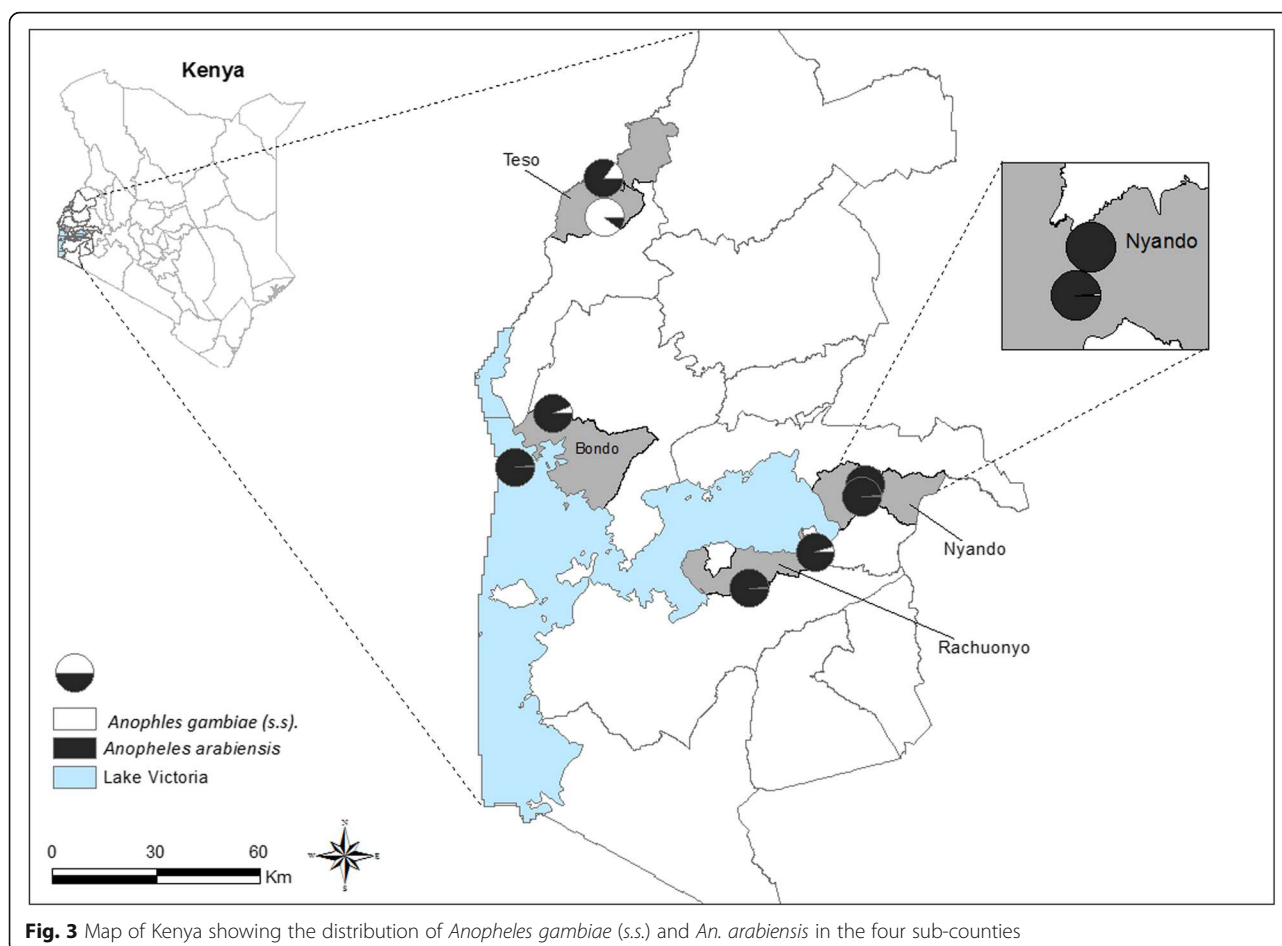 Kenya
Teso
Nyando
Bondo
Nyando
Rachuonyo
Anophles gambiae (s.s).
Anopheles arabiensis
Lake Victoria
0 30 60
Km
N
W E
S
Fig. 3 Map of Kenya showing the distribution of Anopheles gambiae (s.s.) and An. arabiensis in the four sub-counties